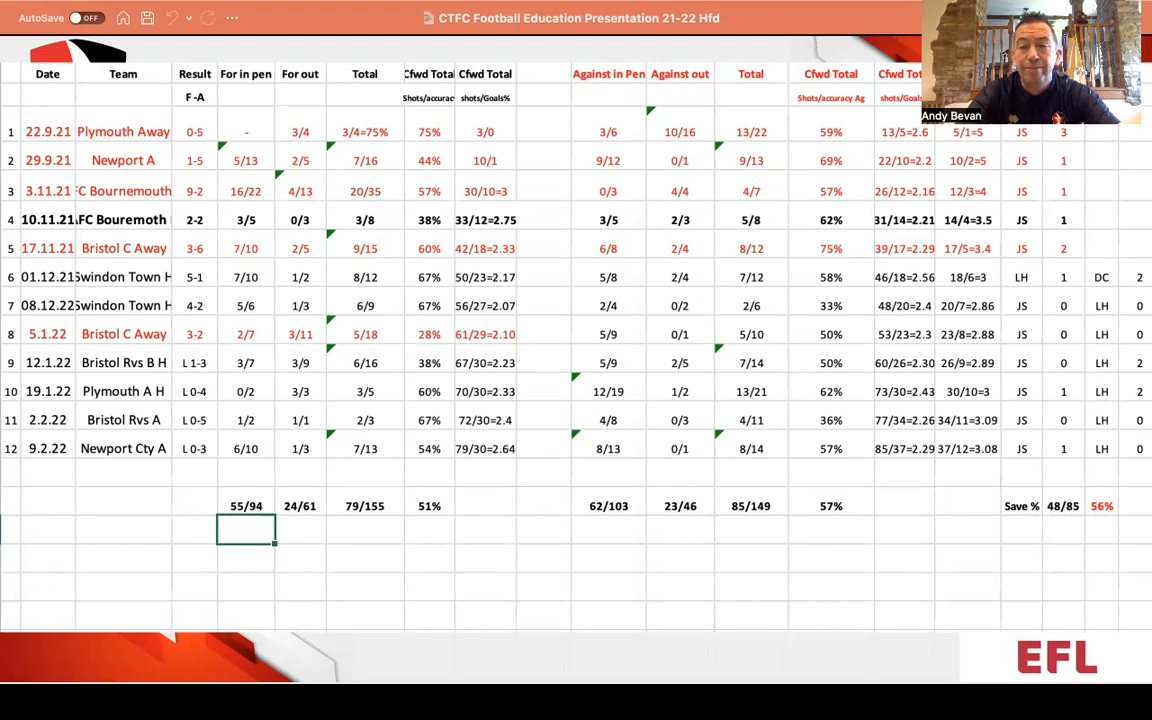 AutoSave OFF CTFC Football Education Presentation 21-22 Hfd
Andy Bevan
Date Team Result For in pen For out Total Cfwd Total Cfwd Total Against in Pen Against out Total Cfwd Total Cfwd
F -A Shots/accuracy shots/Goals% Shots/accuracy Ag shots/Goals
1 22.9.21 Plymouth Away 0-5 - 3/4 3/4=75% 75% 3/0 3/6 10/16 13/22 59% 13/5=2.6 5/1=5 JS 3
2 29.9.21 Newport A 1-5 5/13 2/5 7/16 44% 10/1 9/12 0/1 9/13 69% 22/10=2.2 10/2=5 JS 1
3 3.11.21 FC Bournemouth 9-2 16/22 4/13 20/35 57% 30/10=3 0/3 4/4 4/7 57% 26/12=2.16 12/3=4 JS 1
4 10.11.21 AFC Bouremoth 2-2 3/5 0/3 3/8 38% 33/12=2.75 3/5 2/3 5/8 62% 31/14=2.21 14/4=3.5 JS 1
5 17.11.21 Bristol C Away 3-6 7/10 2/5 9/15 60% 42/18=2.33 6/8 2/4 8/12 75% 39/17=2.29 17/5=3.4 JS 2
6 01.12.21 Swindon Town H 5-1 7/10 1/2 8/12 67% 50/23=2.17 5/8 2/4 7/12 58% 46/18=2.56 18/6=3 LH 1 DC 2
7 08.12.22 Swindon Town H 4-2 5/6 1/3 6/9 67% 56/27=2.07 2/4 0/2 2/6 33% 48/20=2.4 20/7=2.86 JS 0 LH 0
8 5.1.22 Bristol C Away 3-2 2/7 3/11 5/18 28% 61/29=2.10 5/9 0/1 5/10 50% 53/23=2.3 23/8=2.88 JS 0 LH 0
9 12.1.22 Bristol Rvs B H L 1-3 3/7 3/9 6/16 38% 67/30=2.23 5/9 2/5 7/14 50% 60/26=2.30 26/9=2.89 JS 0 LH 2
10 19.1.22 Plymouth A H L 0-4 0/2 3/3 3/5 60% 70/30=2.33 12/19 1/2 13/21 62% 73/30=2.43 30/10=3 JS 1 LH 2
11 2.2.22 Bristol Rvs A L 0-5 1/2 1/1 2/3 67% 72/30=2.4 4/8 0/3 4/11 36% 77/34=2.26 34/11=3.09 JS 0 LH 0
12 9.2.22 Newport Cty A L 0-3 6/10 1/3 7/13 54% 79/30=2.64 8/13 0/1 8/14 57% 85/37=2.29 37/12=3.08 JS 1 LH 0
55/94 24/61 79/155 51% 62/103 23/46 85/149 57% Save % 48/85 56%
EFL